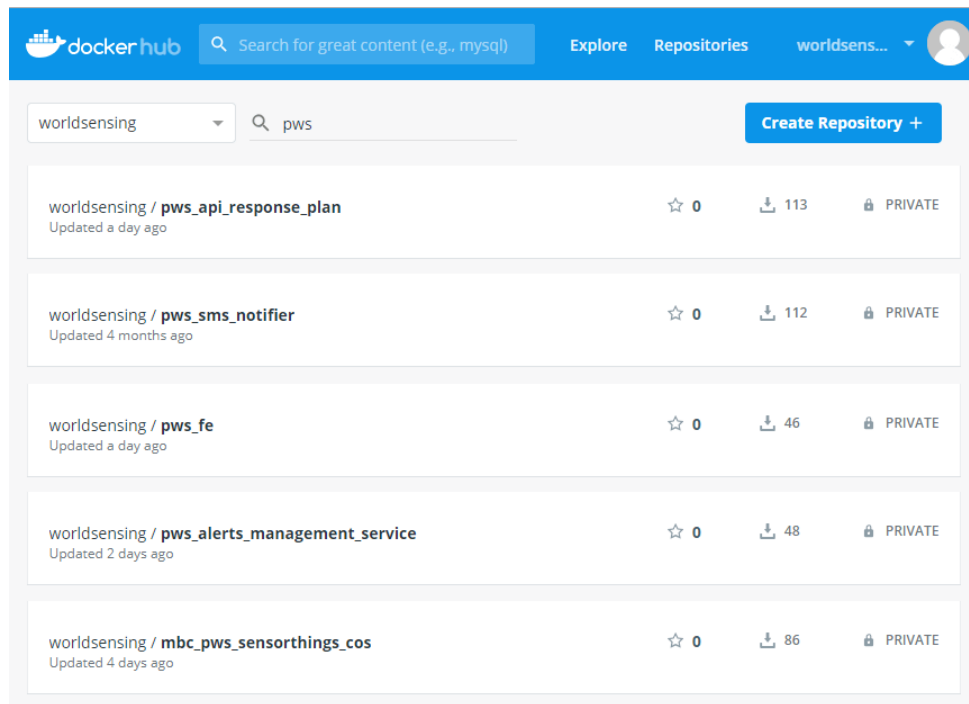 dockerhub Search for great content (e.g., mysql) Explore Repositories worldsens...
worldsensing pws Create Repository +
worldsensing / pws_api_response_plan 0 113 PRIVATE
Updated a day ago
worldsensing / pws_sms_notifier 0 112 PRIVATE
Updated 4 months ago
worldsensing / pws_fe 0 46 PRIVATE
Updated a day ago
worldsensing / pws_alerts_management_service 0 48 PRIVATE
Updated 2 days ago
worldsensing / mbc_pws_sensorthings_cos 0 86 PRIVATE
Updated 4 days ago